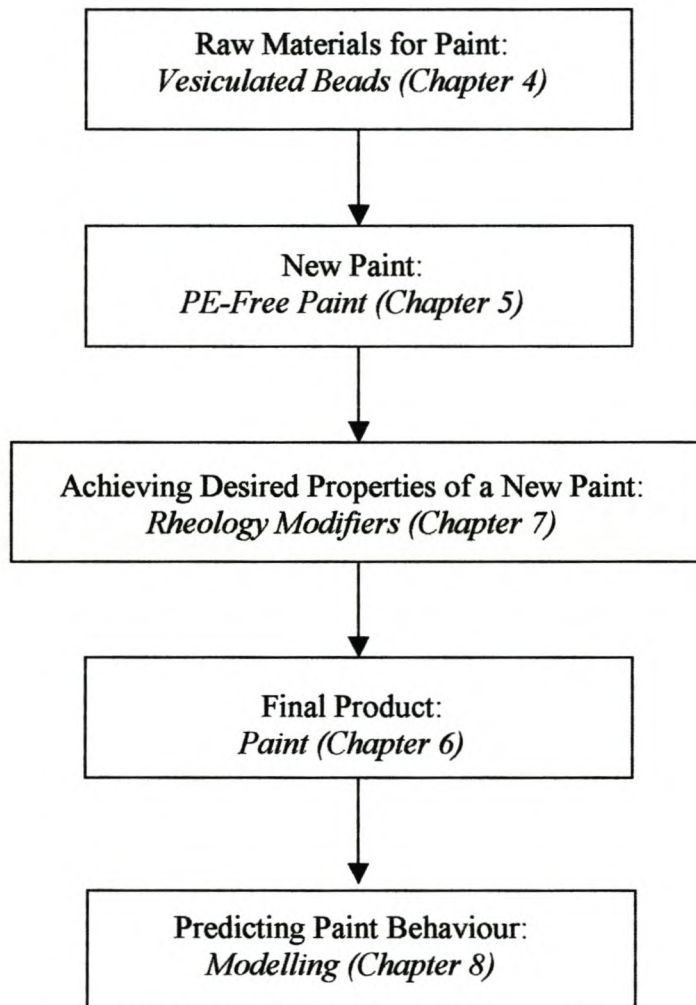 Raw Materials for Paint:
Vesiculated Beads (Chapter 4)
New Paint:
PE-Free Paint (Chapter 5)
Achieving Desired Properties of a New Paint:
Rheology Modifiers (Chapter 7)
Final Product:
Paint (Chapter 6)
Predicting Paint Behaviour:
Modelling (Chapter 8)